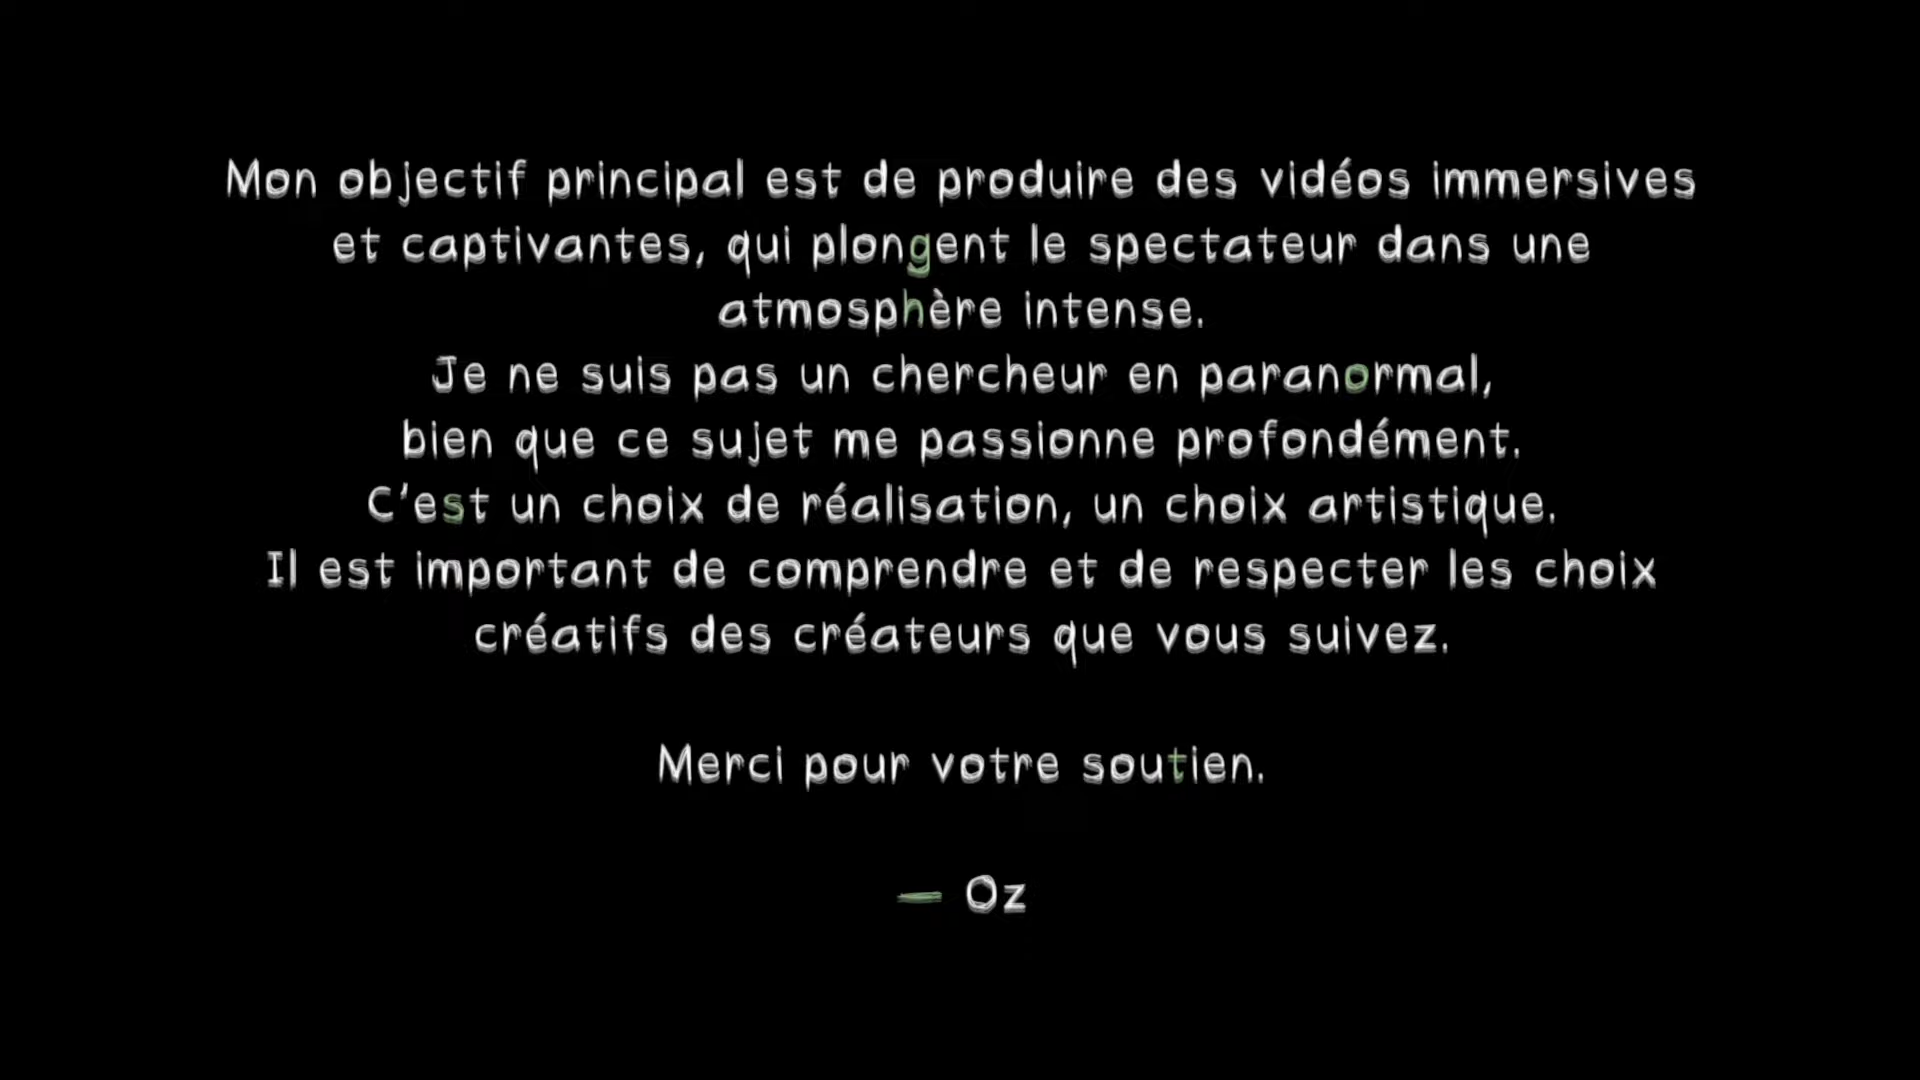 Mon objectif principal est de produire des vidéos immersives
et captivantes, qui plongent le spectateur dans une
atmosphère intense.
Je ne suis pas un chercheur en paranormal,
bien que ce sujet me passionne profondément.
C'est un choix de réalisation, un choix artistique.
Il est important de comprendre et de respecter les choix
créatifs des créateurs que vous suivez.
Merci pour votre soutien.
— Oz